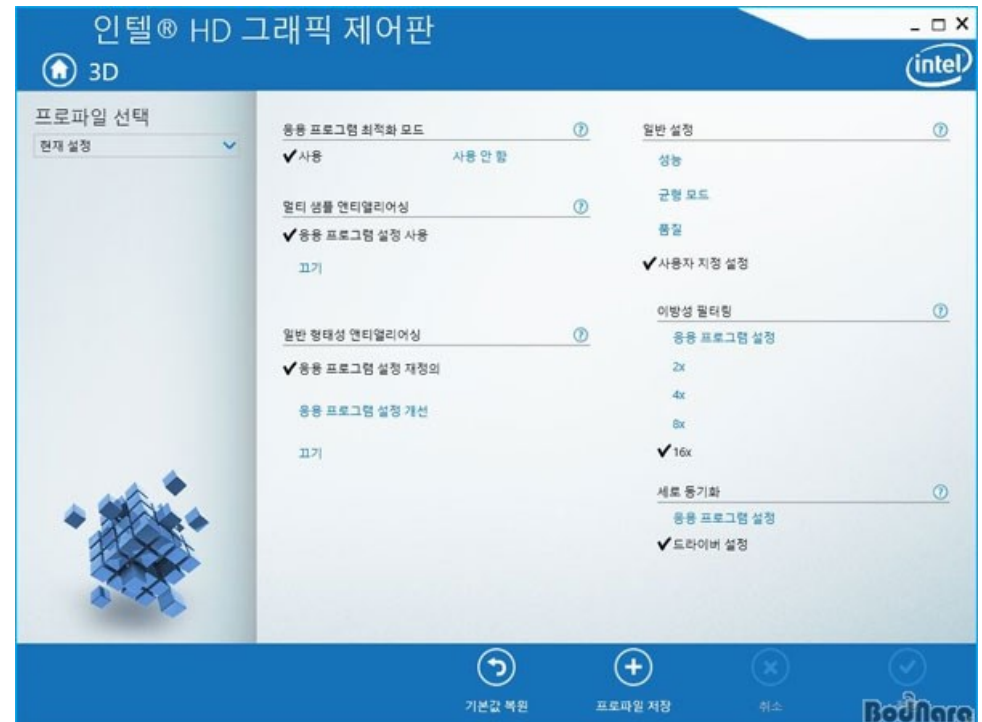 인텔® HD 그래픽 제어판
3D
intel
프로파일 선택
현재 설정
응용 프로그램 최적화 모드 ?
✔사용 사용 안 함
멀티 샘플 앤티앨리어싱 ?
✔응용 프로그램 설정 사용
끄기
일반 형태성 앤티앨리어싱 ?
✔응용 프로그램 설정 재정의
응용 프로그램 설정 개선
끄기
일반 설정 ?
성능
균형 모드
품질
✔사용자 지정 설정
이방성 필터링 ?
응용 프로그램 설정
2x
4x
8x
✔16x
세로 동기화 ?
응용 프로그램 설정
✔드라이버 설정
기본값 복원
프로파일 저장
취소
BodNara